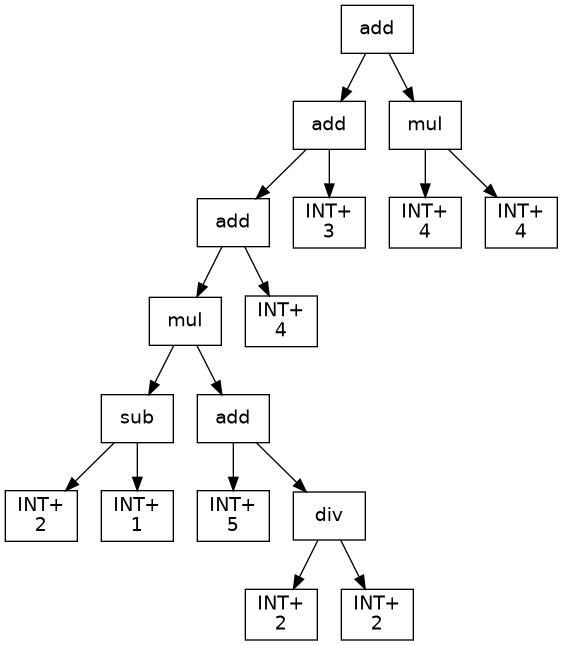 add
add
mul
add
INT+
3
INT+
4
INT+
4
mul
INT+
4
sub
add
INT+
2
INT+
1
INT+
5
div
INT+
2
INT+
2